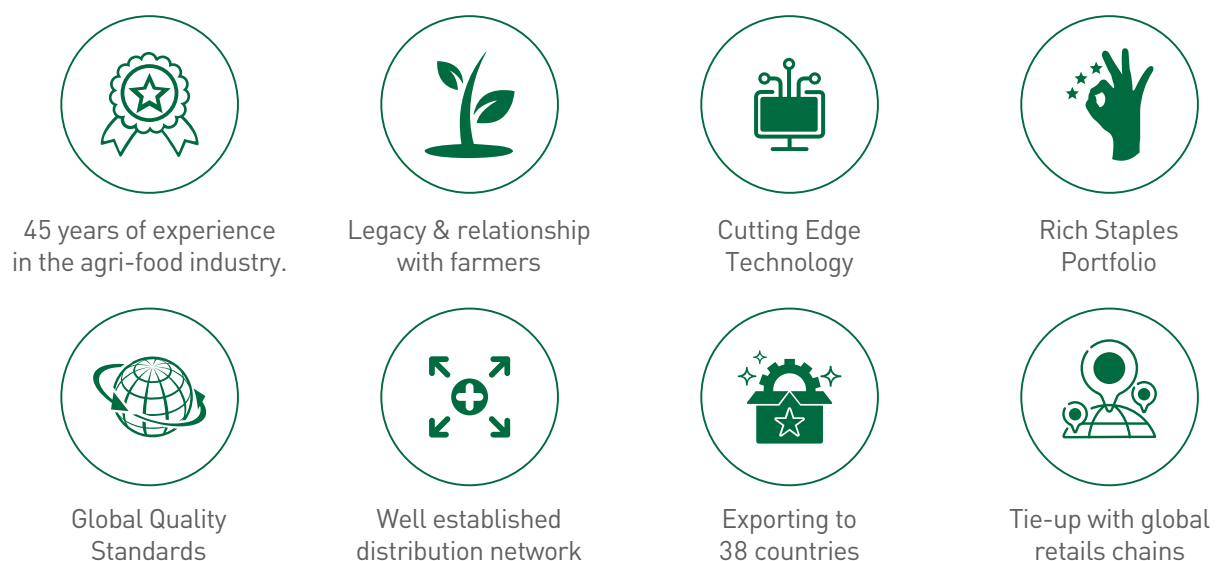 45 years of experience
in the agri-food industry.
Legacy & relationship
with farmers
Cutting Edge
Technology
Rich Staples
Portfolio
Global Quality
Standards
Well established
distribution network
Exporting to
38 countries
Tie-up with global
retails chains